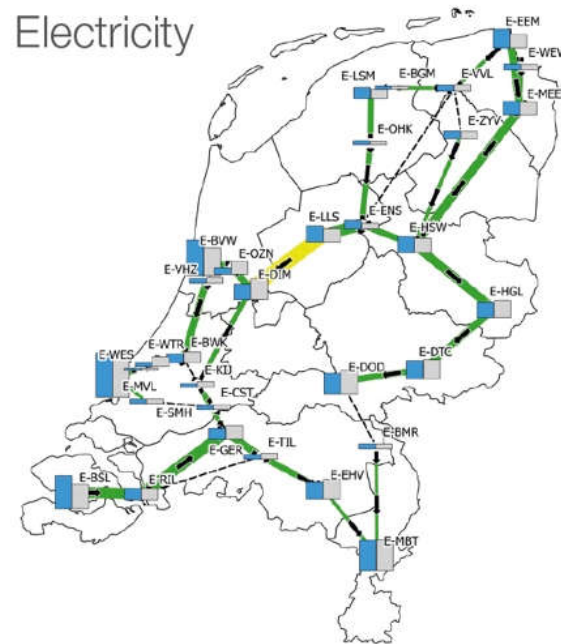 Electricity
E-EEM
E-WEW
E-LSM
E-BGM
E-VVL
E-MEE
E-OHK
E-ZYV
E-LLS
E-ENS
E-HSW
E-BVW
E-OZN
E-VHZ
E-DIM
E-HGL
E-WTR
E-BWK
E-WES
E-KIJ
E-DOD
E-DTC
E-MVL
E-CST
E-SMH
E-GER
E-TIL
E-BMR
E-BSL
E-RIL
E-EHV
E-MBT